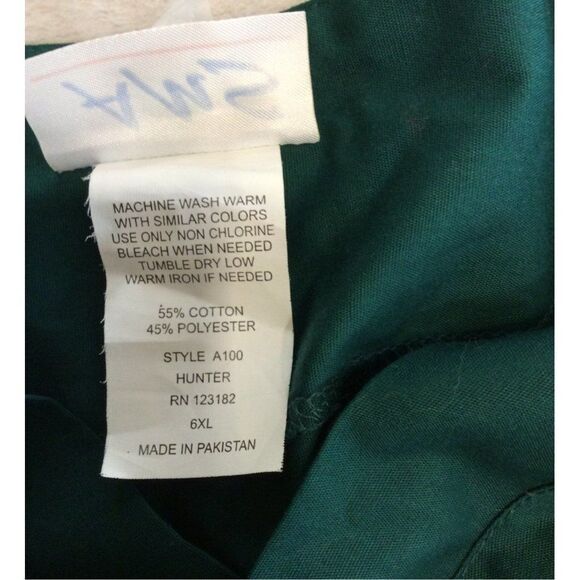 MACHINE WASH WARM
WITH SIMILAR COLORS
USE ONLY NON CHLORINE
BLEACH WHEN NEEDED
TUMBLE DRY LOW
WARM IRON IF NEEDED
55% COTTON
45% POLYESTER
STYLE A100
HUNTER
RN 123182
6XL
MADE IN PAKISTAN